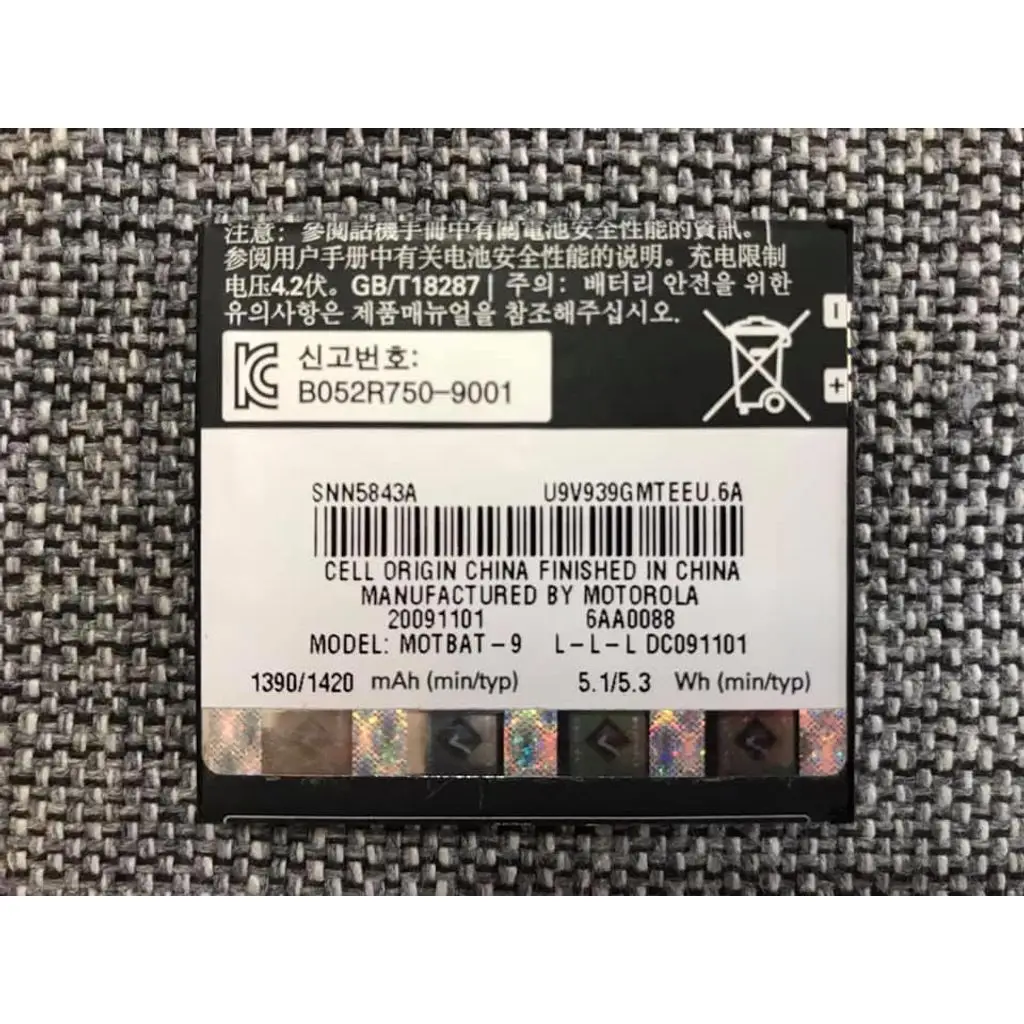 注意：參閱話機手冊中有關電池安全性能的資訊。
参阅用户手册中有关电池安全性能的说明。充电限制
电压4.2伏。GB/T18287 | 주의: 배터리 안전을 위한
유의사항은 제품매뉴얼을 참조해주십시오.
신고번호:
B052R750-9001
SNN5843A U9V939GMTEEU.6A
CELL ORIGIN CHINA FINISHED IN CHINA
MANUFACTURED BY MOTOROLA
20091101 6AA0088
MODEL: MOTBAT-9 L-L-L DC091101
1390/1420 mAh (min/typ) 5.1/5.3 Wh (min/typ)